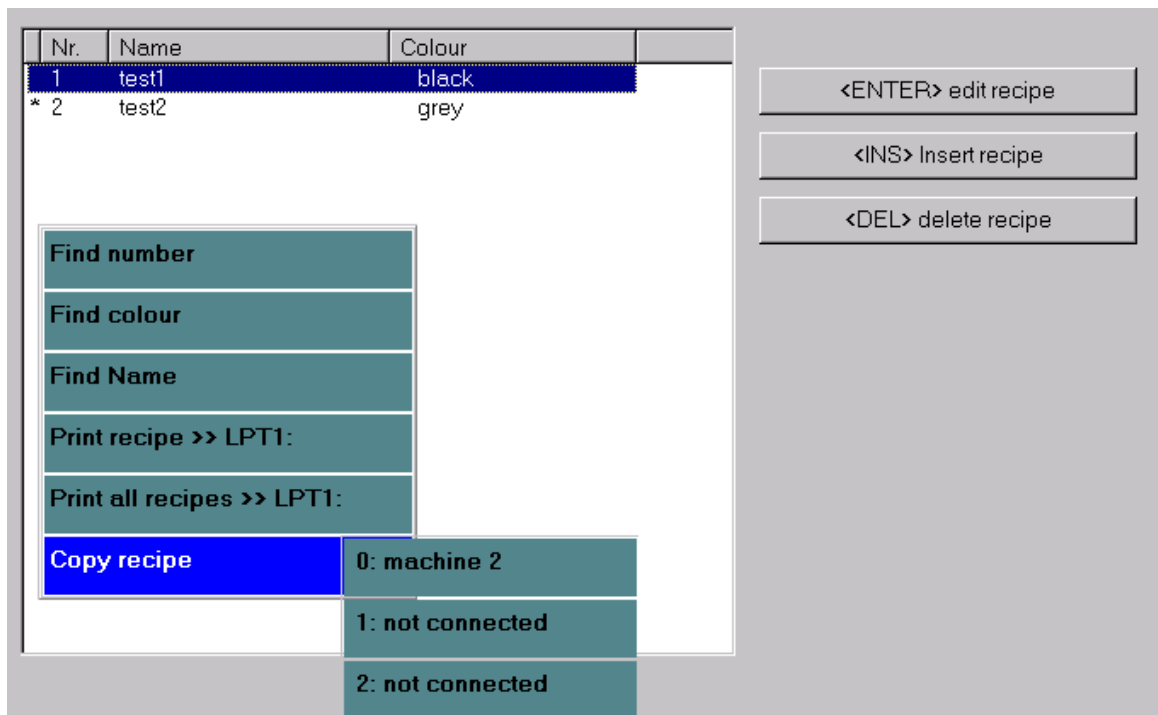 Nr. Name Colour
1 test1 black
* 2 test2 grey
<ENTER> edit recipe
<INS> Insert recipe
<DEL> delete recipe
Find number
Find colour
Find Name
Print recipe >> LPT1:
Print all recipes >> LPT1:
Copy recipe
0: machine 2
1: not connected
2: not connected